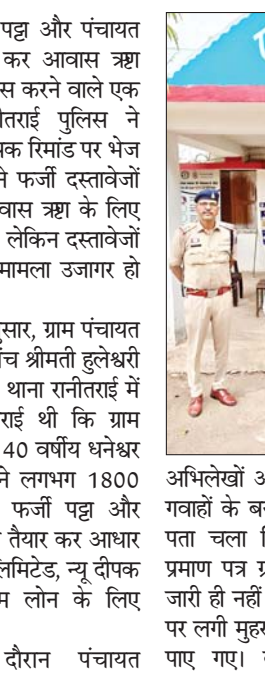 पट्टा और पंचायत
कर आवास ऋण
स करने वाले एक
तराई पुलिस ने
यक रिमांड पर भेज
ने फर्जी दस्तावेजों
वास ऋण के लिए
लेकिन दस्तावेजों
मामला उजागर हो
सार, ग्राम पंचायत
च श्रीमती हुलेश्वरी
थाना रानीतराई में
राई थी कि ग्राम
40 वर्षीय धनेश्वर
ने लगभग 1800
फर्जी पट्टा और
तैयार कर आधार
लिमिटेड, न्यू दीपक
म लोन के लिए
दौरान पंचायत
अभिलेखों अ
गवाहों के ब
पता चला
प्रमाण पत्र ग्र
जारी ही नहीं
पर लगी मुहर
पाए गए।